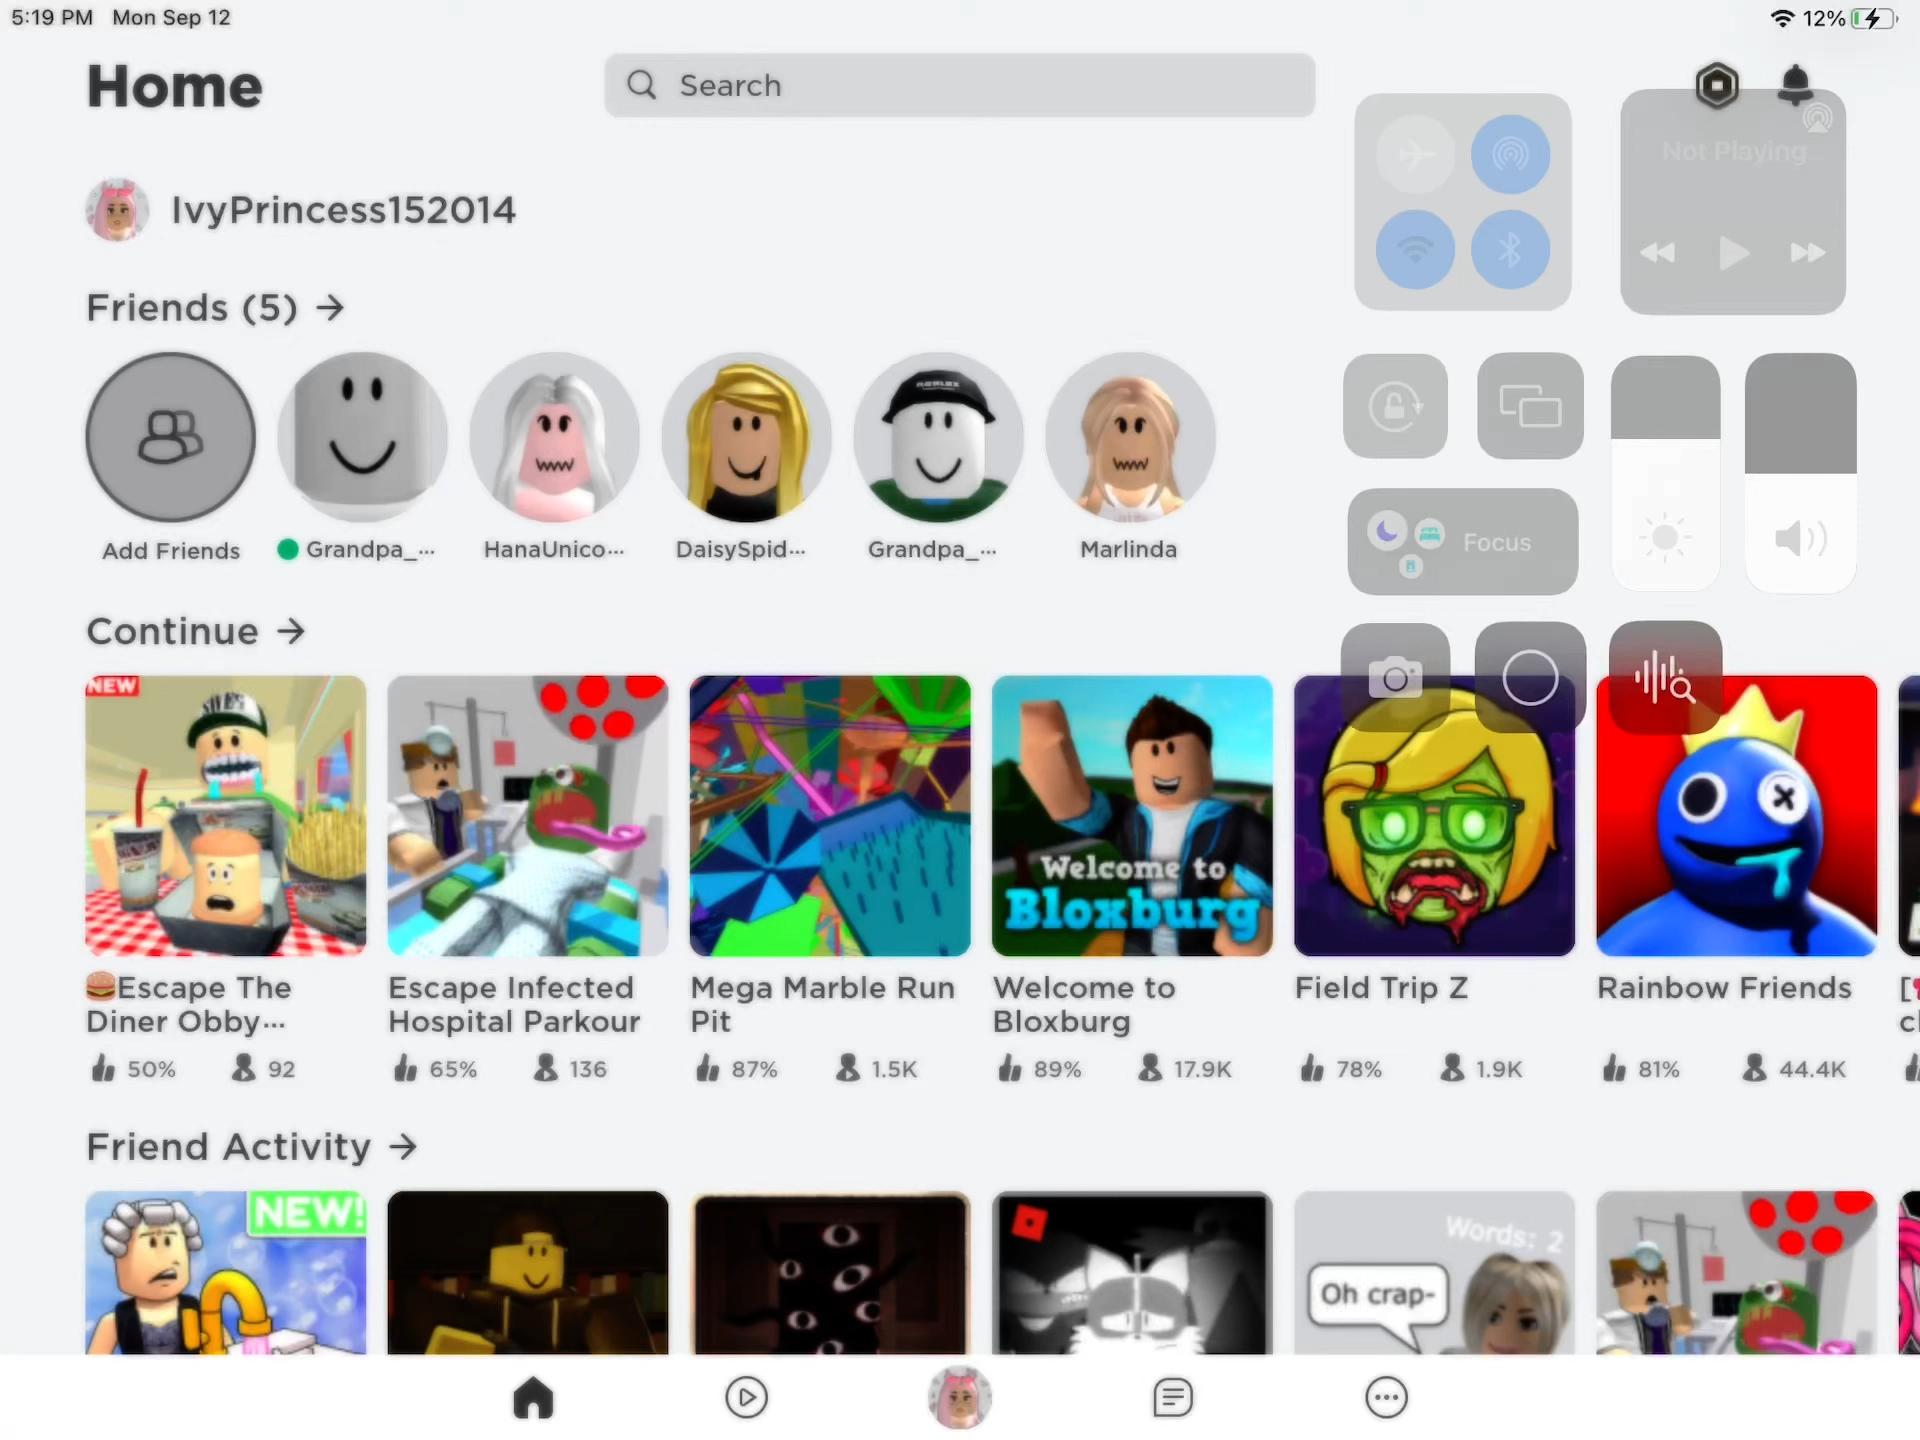 5:19 PM Mon Sep 12
12%
Home
Search
Not Playing
IvyPrincess152014
Friends (5)
Add Friends
Grandpa_...
HanaUnico...
DaisySpid...
Grandpa_...
Marlinda
Focus
Continue
NEW
Welcome to
Bloxburg
Escape The
Diner Obby...
50% 92
Escape Infected
Hospital Parkour
65% 136
Mega Marble Run
Pit
87% 1.5K
Welcome to
Bloxburg
89% 17.9K
Field Trip Z
78% 1.9K
Rainbow Friends
81% 44.4K
Friend Activity
NEW!
Words: 2
Oh crap-